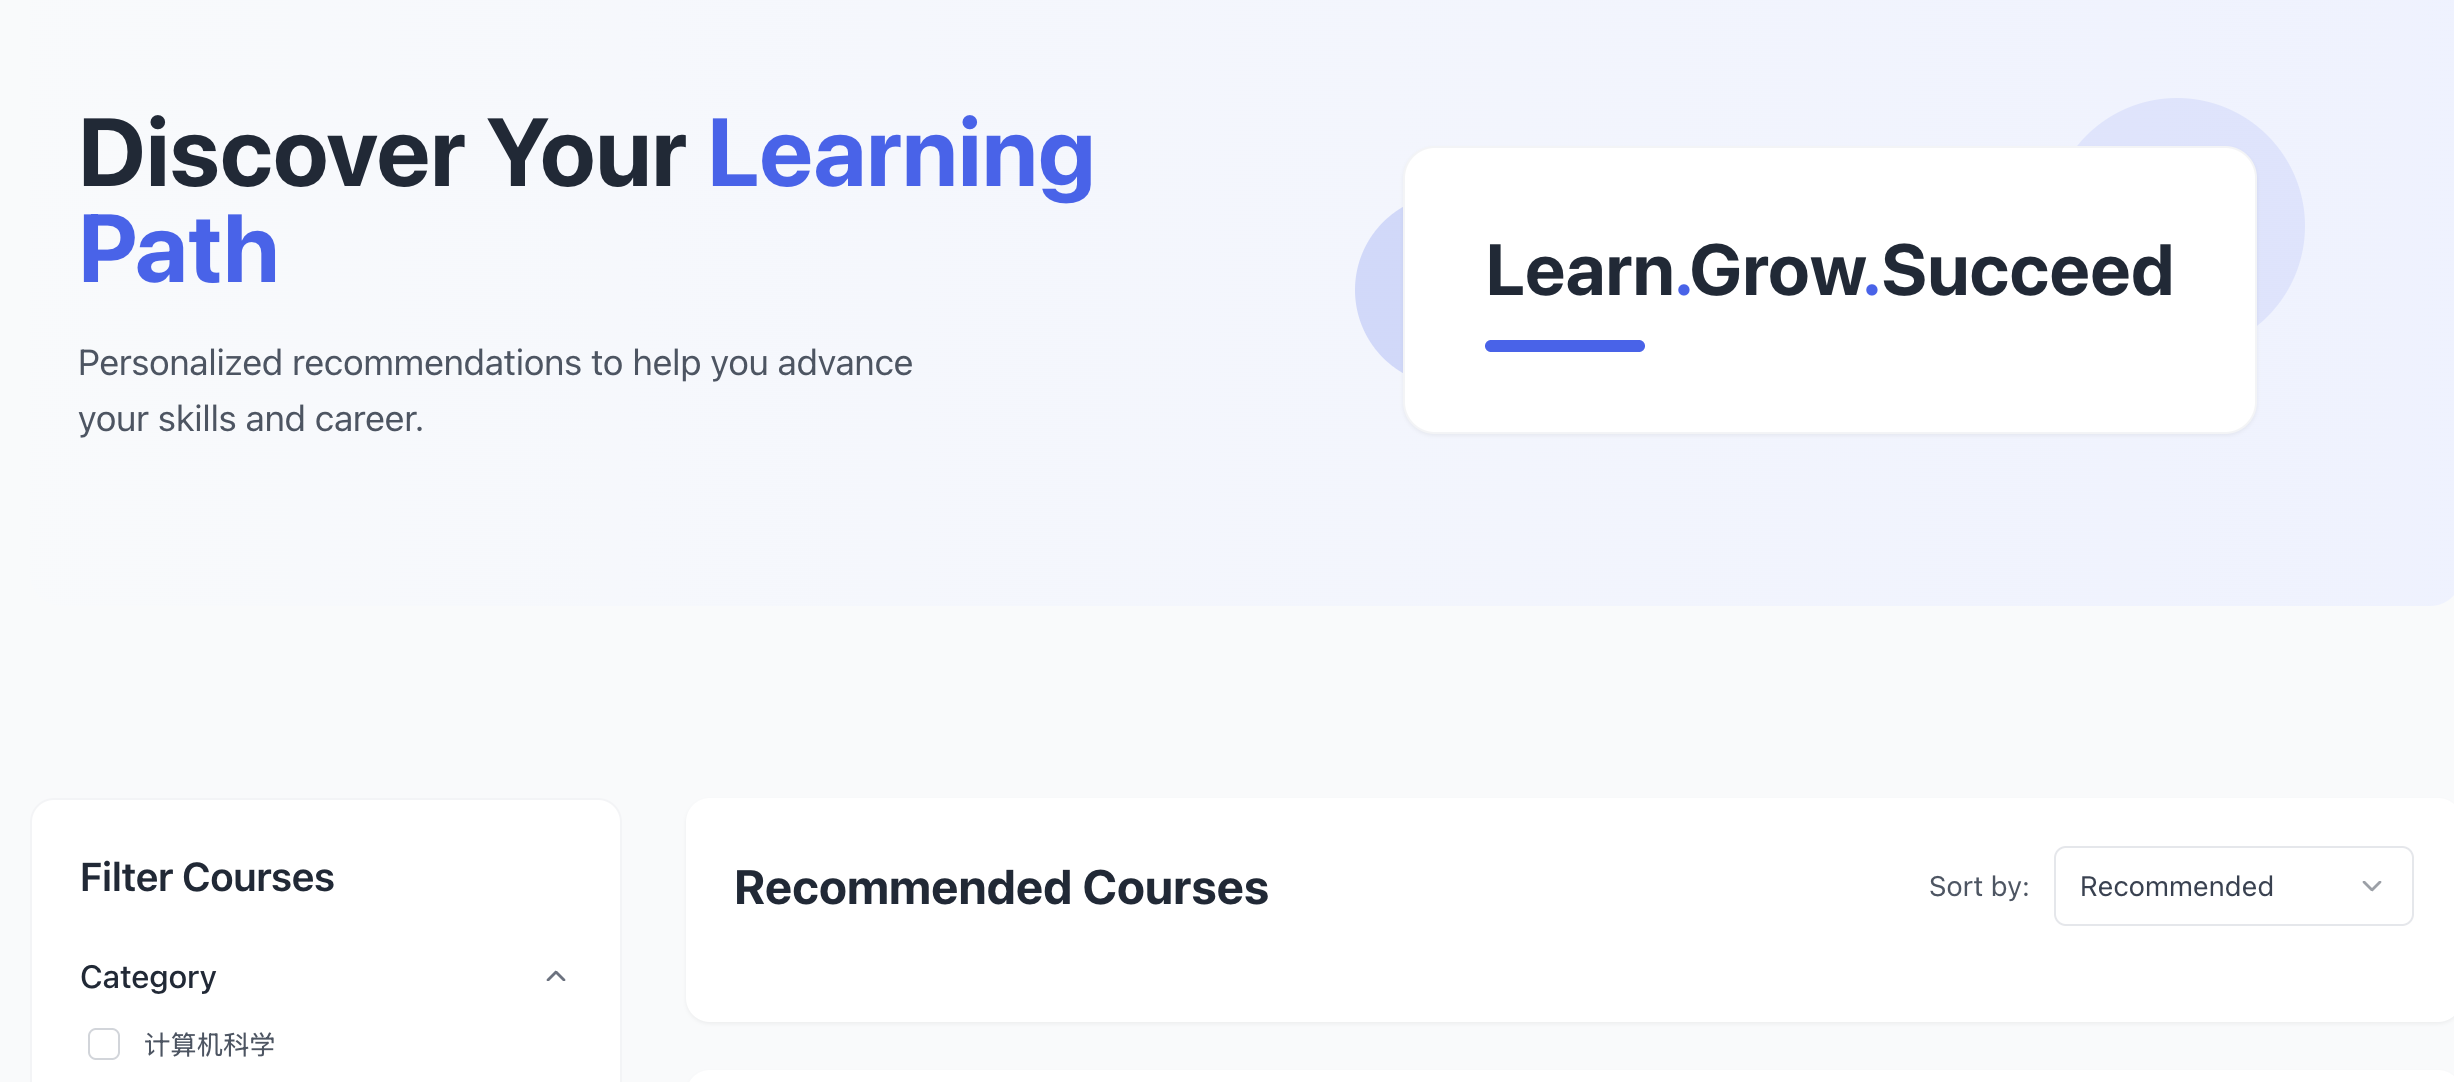 Discover Your Learning
Path
Personalized recommendations to help you advance
your skills and career.
Learn.Grow.Succeed
Filter Courses
Category
计算机科学
Recommended Courses
Sort by: Recommended